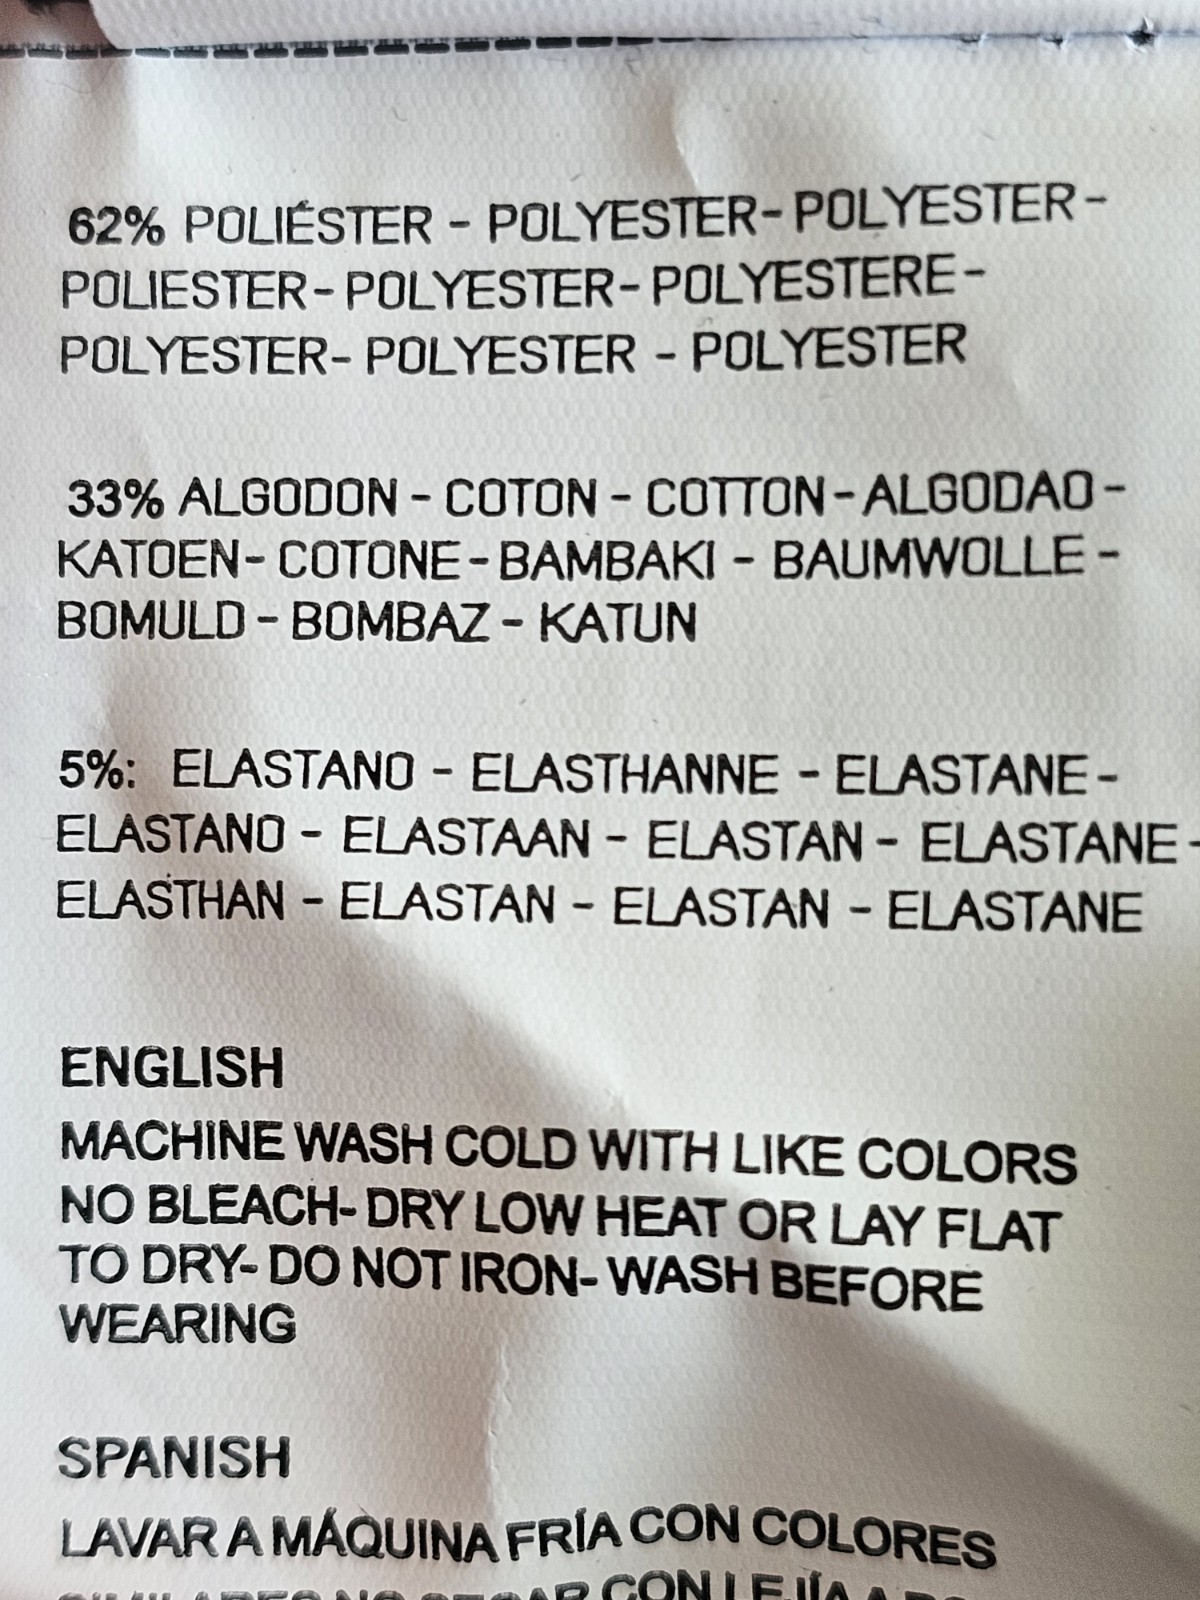 62% POLIÉSTER - POLYESTER- POLYESTER -
POLIESTER- POLYESTER- POLYESTERE -
POLYESTER- POLYESTER - POLYESTER
33% ALGODON - COTON - COTTON - ALGODAO -
KATOEN- COTONE - BAMBAKI - BAUMWOLLE -
BOMULD - BOMBAZ - KATUN
5%: ELASTANO - ELASTHANNE - ELASTANE -
ELASTANO - ELASTAAN - ELASTAN - ELASTANE -
ELASTHAN - ELASTAN - ELASTAN - ELASTANE
ENGLISH
MACHINE WASH COLD WITH LIKE COLORS
NO BLEACH- DRY LOW HEAT OR LAY FLAT
TO DRY- DO NOT IRON- WASH BEFORE
WEARING
SPANISH
LAVAR A MÁQUINA FRÍA CON COLORES
CON LEJÍA A